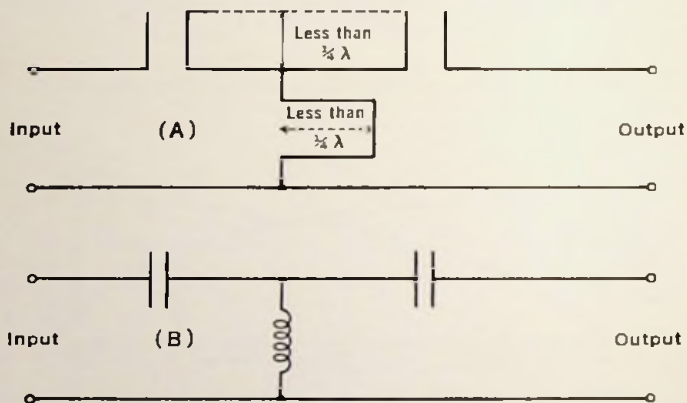 Less than
¼ λ
Less than
¼ λ
Input
(A)
Output
Input
(B)
Output